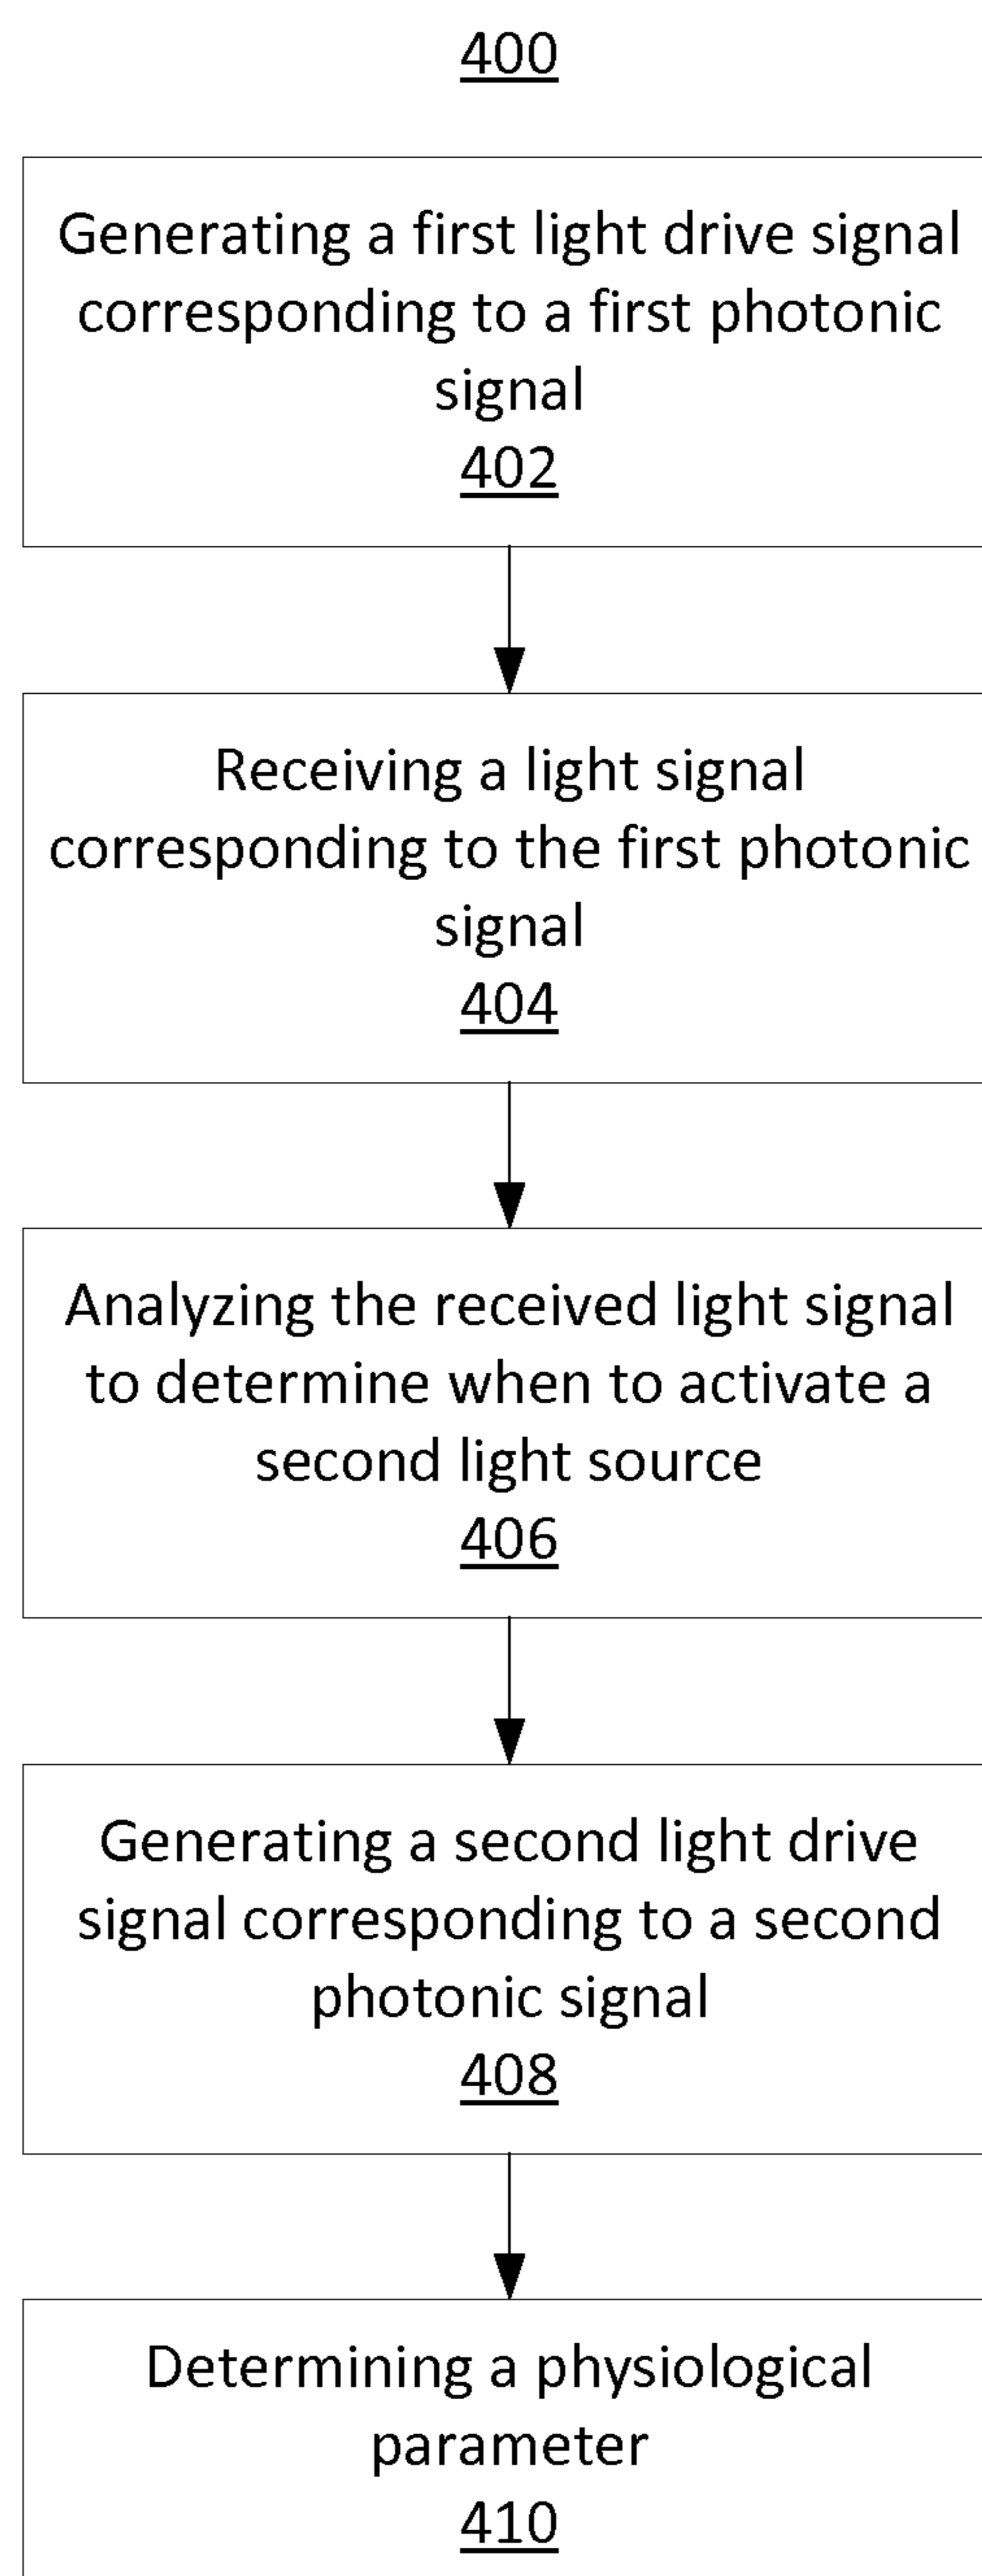 400
Generating a first light drive signal
corresponding to a first photonic
signal
402
Receiving a light signal
corresponding to the first photonic
signal
404
Analyzing the received light signal
to determine when to activate a
second light source
406
Generating a second light drive
signal corresponding to a second
photonic signal
408
Determining a physiological
parameter
410